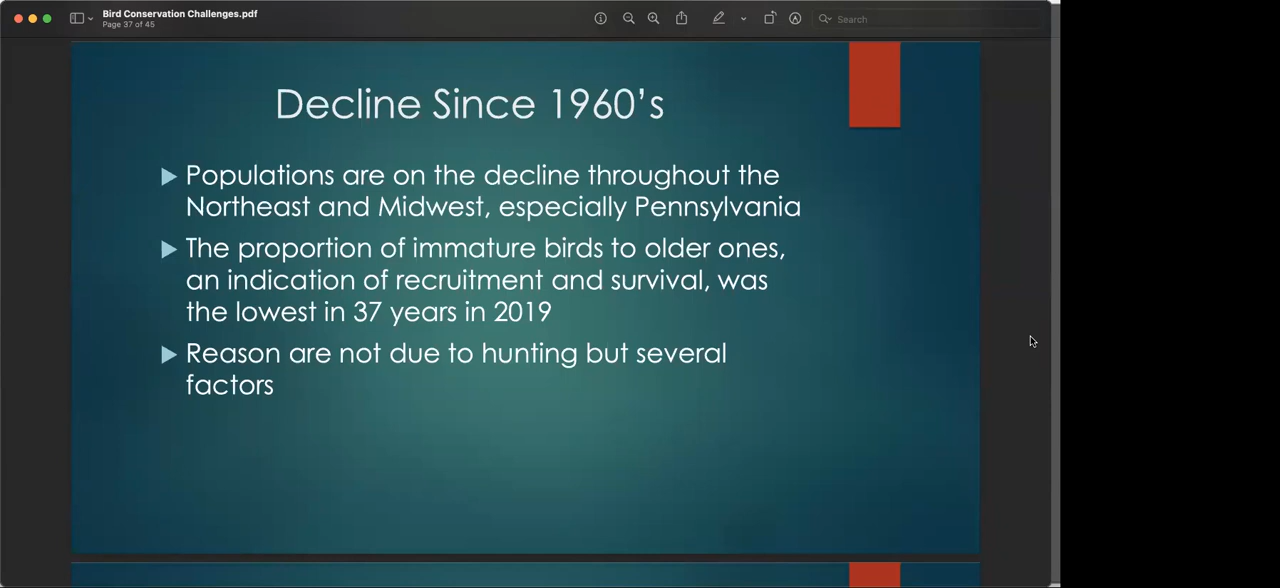 Bird Conservation Challenges.pdf
Page 37 of 45
Search
Decline Since 1960's
Populations are on the decline throughout the
Northeast and Midwest, especially Pennsylvania
The proportion of immature birds to older ones,
an indication of recruitment and survival, was
the lowest in 37 years in 2019
Reason are not due to hunting but several
factors